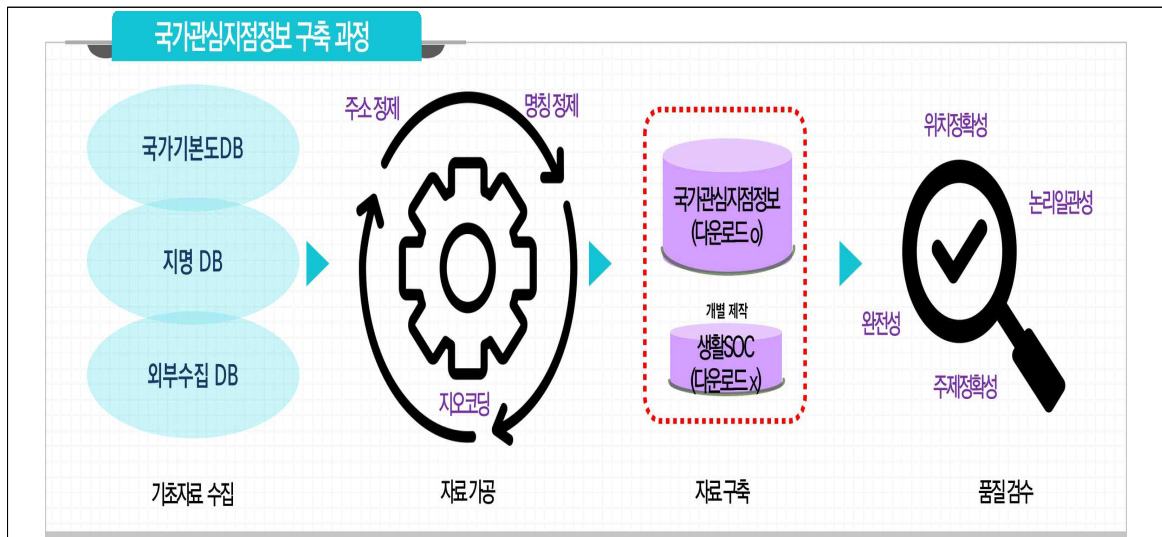 국가관심지점정보 구축 과정
국가기본도DB
지명 DB
외부수집 DB
기초자료 수집
주소 정제
명칭 정제
지오코딩
자료 가공
국가관심지점정보
(다운로드 o)
개별 제작
생활SOC
(다운로드 x)
자료 구축
위치정확성
논리일관성
완전성
주제정확성
품질 검수